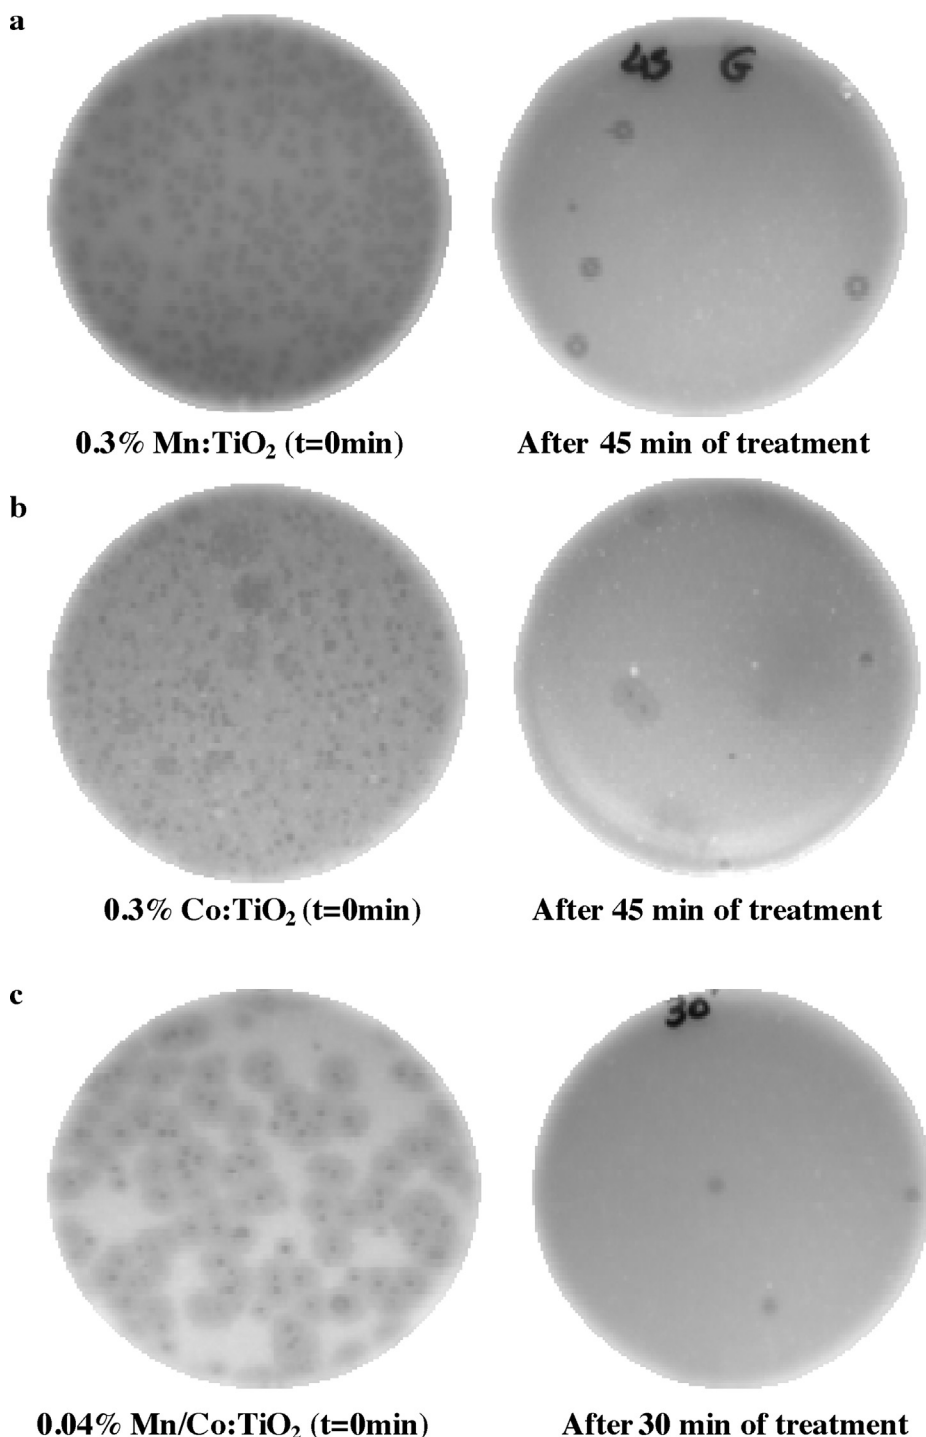 a
45 G
0.3% Mn:TiO₂ (t=0min)
After 45 min of treatment
b
0.3% Co:TiO₂ (t=0min)
After 45 min of treatment
c
30'
0.04% Mn/Co:TiO₂ (t=0min)
After 30 min of treatment